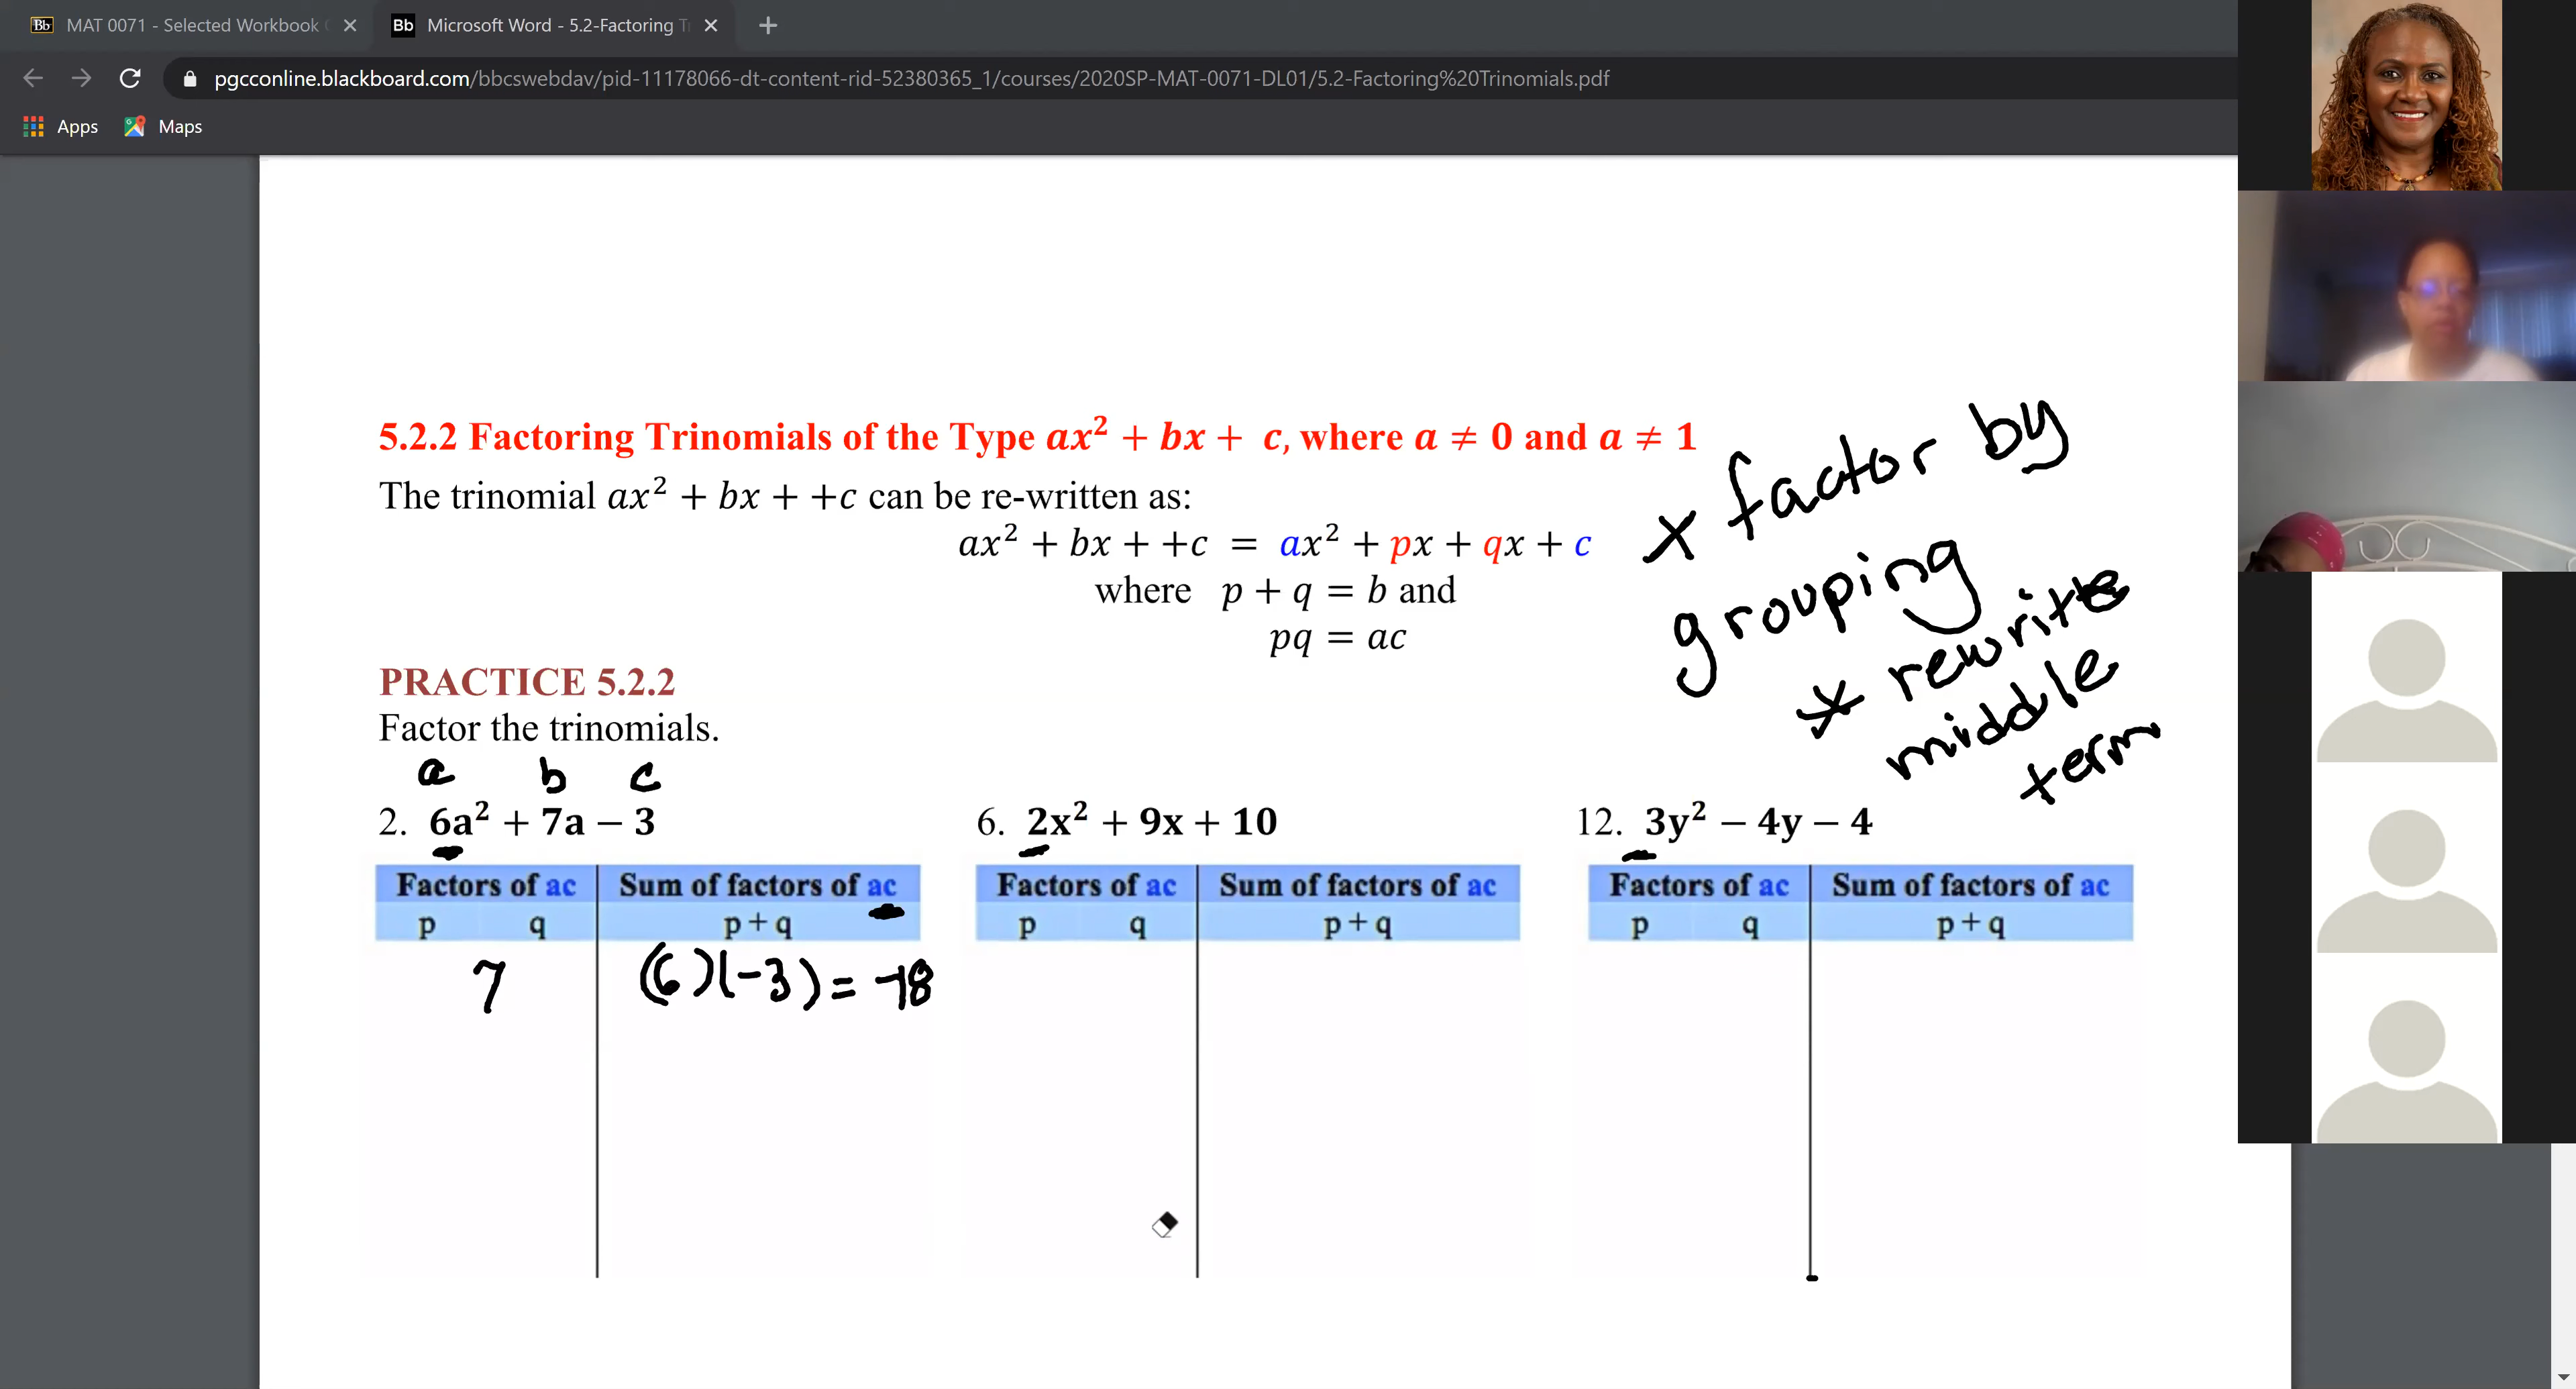 MAT 0071 - Selected Workbook
Microsoft Word - 5.2-Factoring T
pgcconline.blackboard.com/bbcswebdav/pid-11178066-dt-content-rid-52380365_1/courses/2020SP-MAT-0071-DL01/5.2-Factoring%20Trinomials.pdf
Apps Maps
5.2.2 Factoring Trinomials of the Type ax² + bx + c, where a ≠ 0 and a ≠ 1
The trinomial ax² + bx + +c can be re-written as:
ax² + bx + +c = ax² + px + qx + c
where p + q = b and
pq = ac
x factor by
grouping
* rewrite
middle
term
PRACTICE 5.2.2
Factor the trinomials.
a b c
2. 6a² + 7a − 3
Factors of ac Sum of factors of ac
p q p + q
7 (6)(-3) = -18
6. 2x² + 9x + 10
Factors of ac Sum of factors of ac
p q p + q
12. 3y² − 4y − 4
Factors of ac Sum of factors of ac
p q p + q